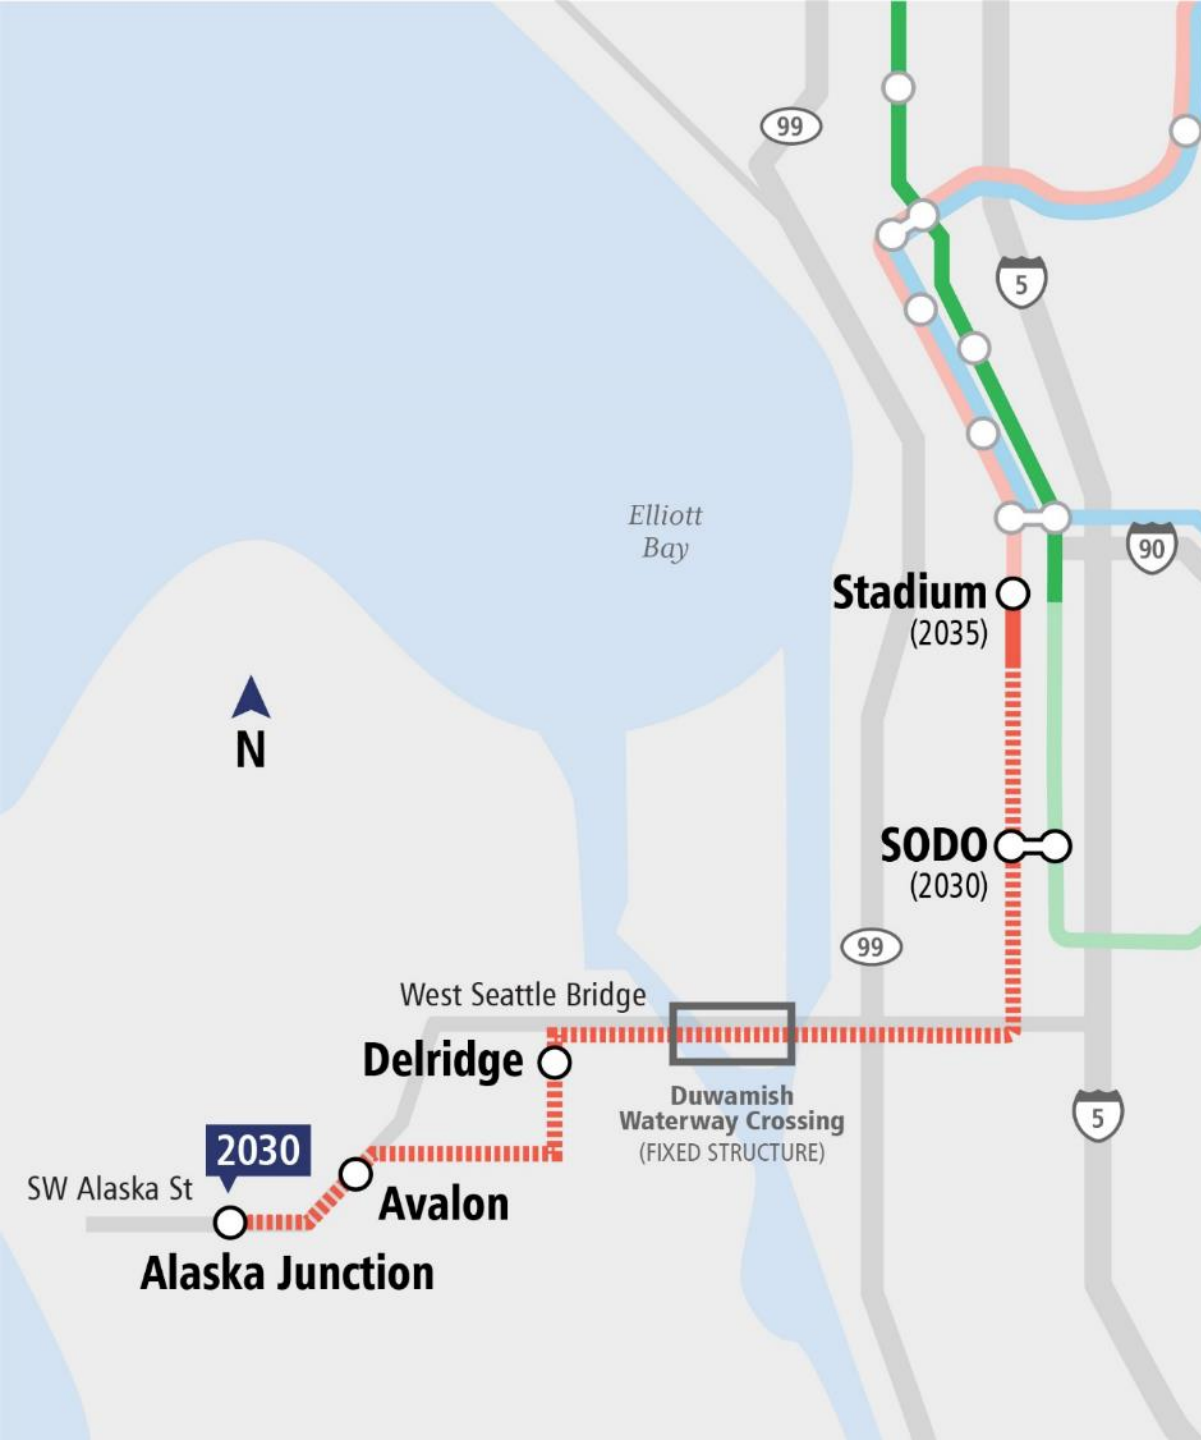 99
5
Elliott
Bay
90
Stadium
(2035)
N
SODO
(2030)
99
West Seattle Bridge
Delridge
Duwamish
Waterway Crossing
(FIXED STRUCTURE)
5
2030
SW Alaska St
Avalon
Alaska Junction